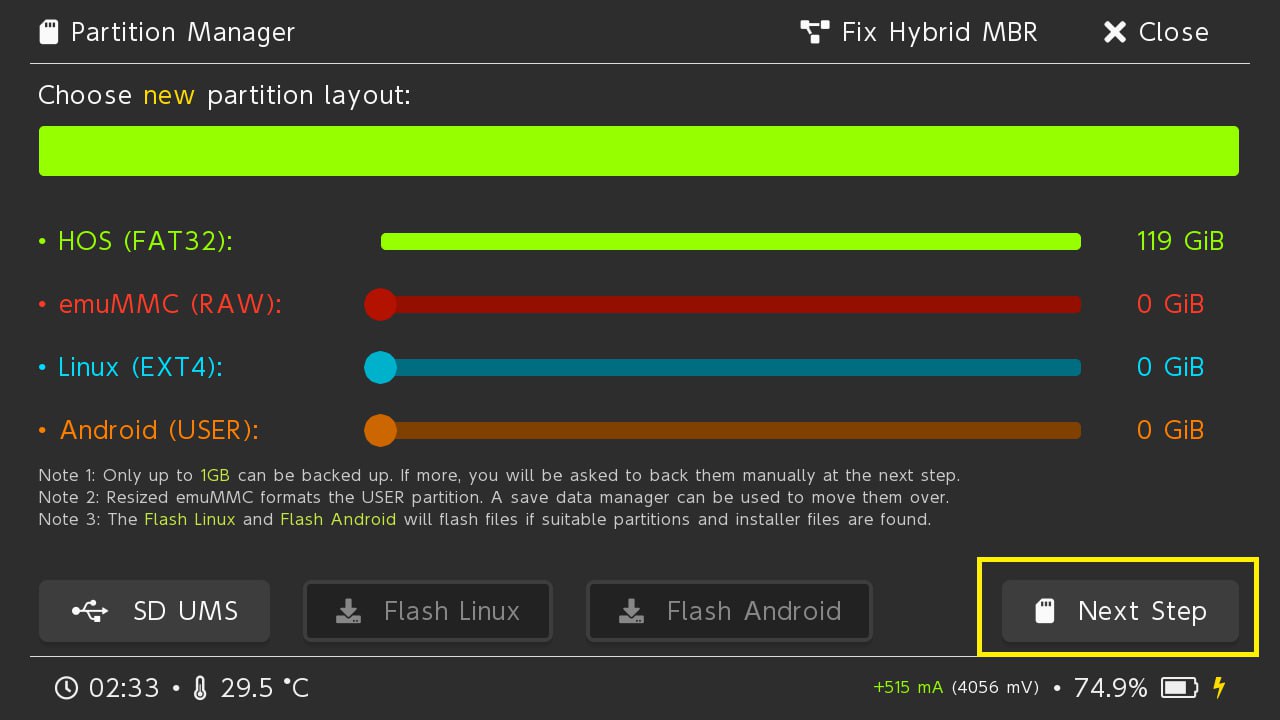 Partition Manager Fix Hybrid MBR Close
Choose new partition layout:
• HOS (FAT32): 119 GiB
• emuMMC (RAW): 0 GiB
• Linux (EXT4): 0 GiB
• Android (USER): 0 GiB
Note 1: Only up to 1GB can be backed up. If more, you will be asked to back them manually at the next step.
Note 2: Resized emuMMC formats the USER partition. A save data manager can be used to move them over.
Note 3: The Flash Linux and Flash Android will flash files if suitable partitions and installer files are found.
SD UMS Flash Linux Flash Android Next Step
02:33 • 29.5 °C +515 mA (4056 mV) • 74.9%